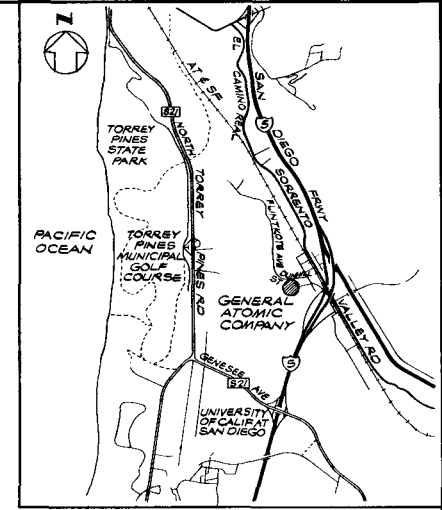 N
EL
CAMINO REAL
AT & SF
SAN
DIEGO
FRWY
5
S21
NORTH
TORREY
PINES RD
TORREY
PINES
STATE
PARK
SORRENTO
VALLEY RD
FLINTKOTE AVE
PACIFIC
OCEAN
TORREY
PINES
MUNICIPAL
GOLF
COURSE
GENERAL
ATOMIC
COMPANY
GENESEE
AVE
S21
5
UNIVERSITY
OF CALIF AT
SAN DIEGO